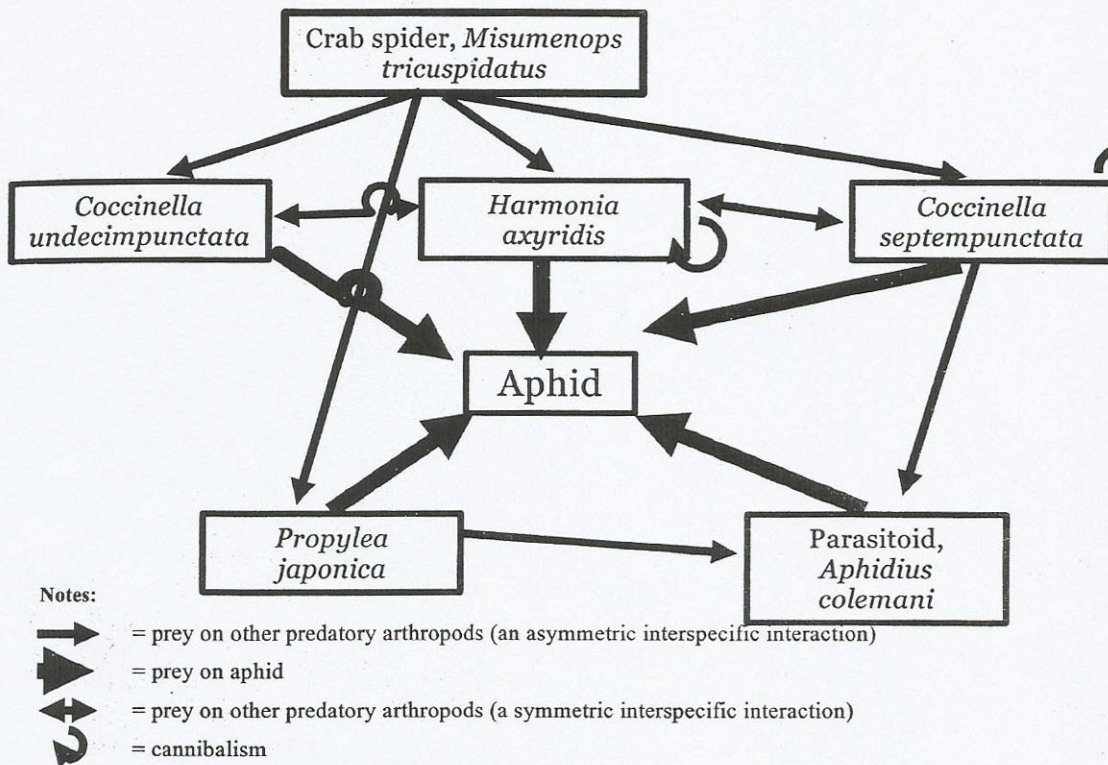 Crab spider, Misumenops
tricuspidatus
Coccinella
undecimpunctata
Harmonia
axyridis
Coccinella
septempunctata
Aphid
Propylea
japonica
Parasitoid,
Aphidius
colemani
Notes:
= prey on other predatory arthropods (an asymmetric interspecific interaction)
= prey on aphid
= prey on other predatory arthropods (a symmetric interspecific interaction)
= cannibalism